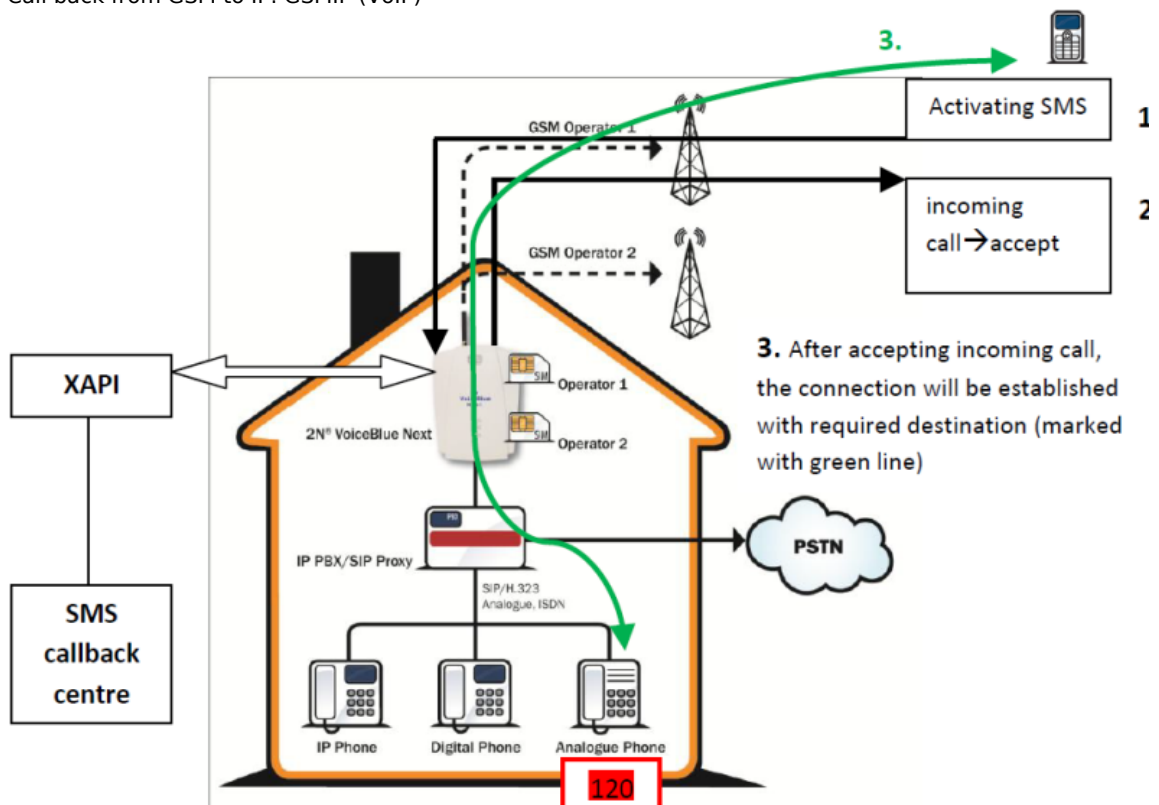 3.
Activating SMS
1
GSM Operator 1
incoming
call→accept
2
GSM Operator 2
3. After accepting incoming call,
the connection will be established
with required destination (marked
with green line)
XAPI
SIM
Operator 1
2N® VoiceBlue Next
SIM
Operator 2
IP PBX/SIP Proxy
PSTN
SIP/H.323
Analogue, ISDN
SMS
callback
centre
IP Phone
Digital Phone
Analogue Phone
120